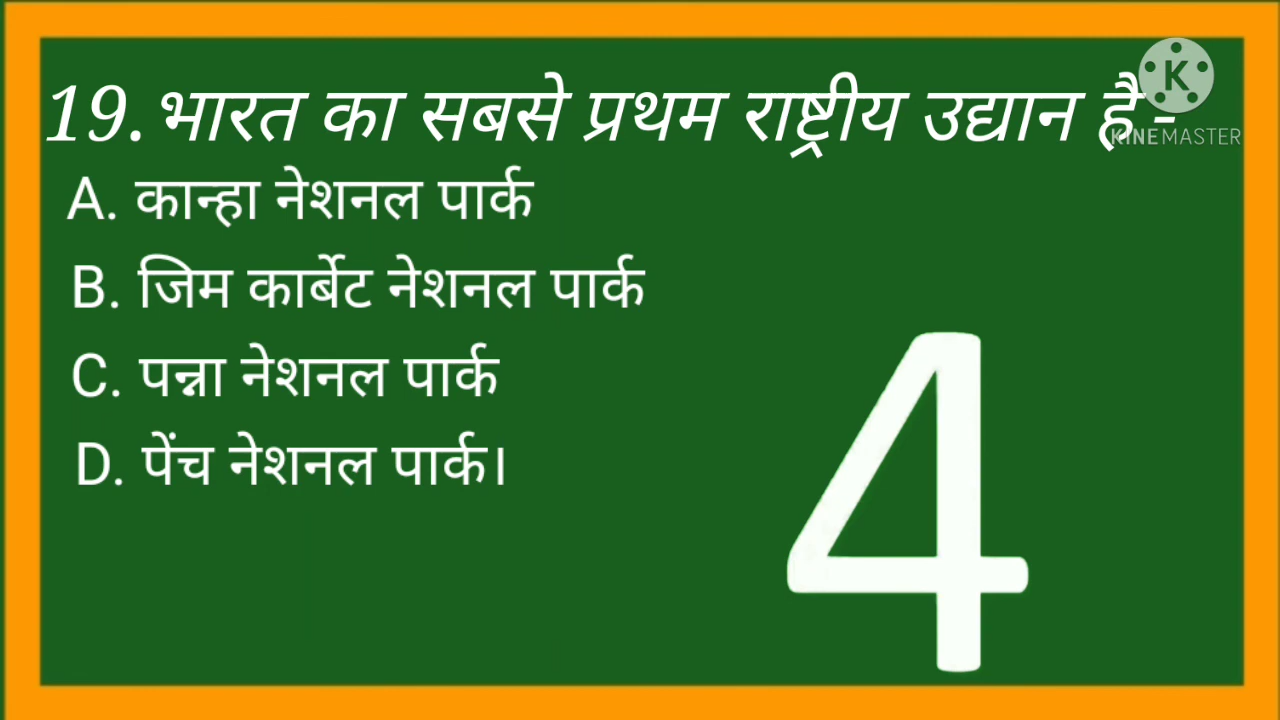 19. भारत का सबसे प्रथम राष्ट्रीय उद्यान है-
KINEMASTER
A. कान्हा नेशनल पार्क
B. जिम कार्बेट नेशनल पार्क
C. पन्ना नेशनल पार्क
D. पेंच नेशनल पार्क।
4